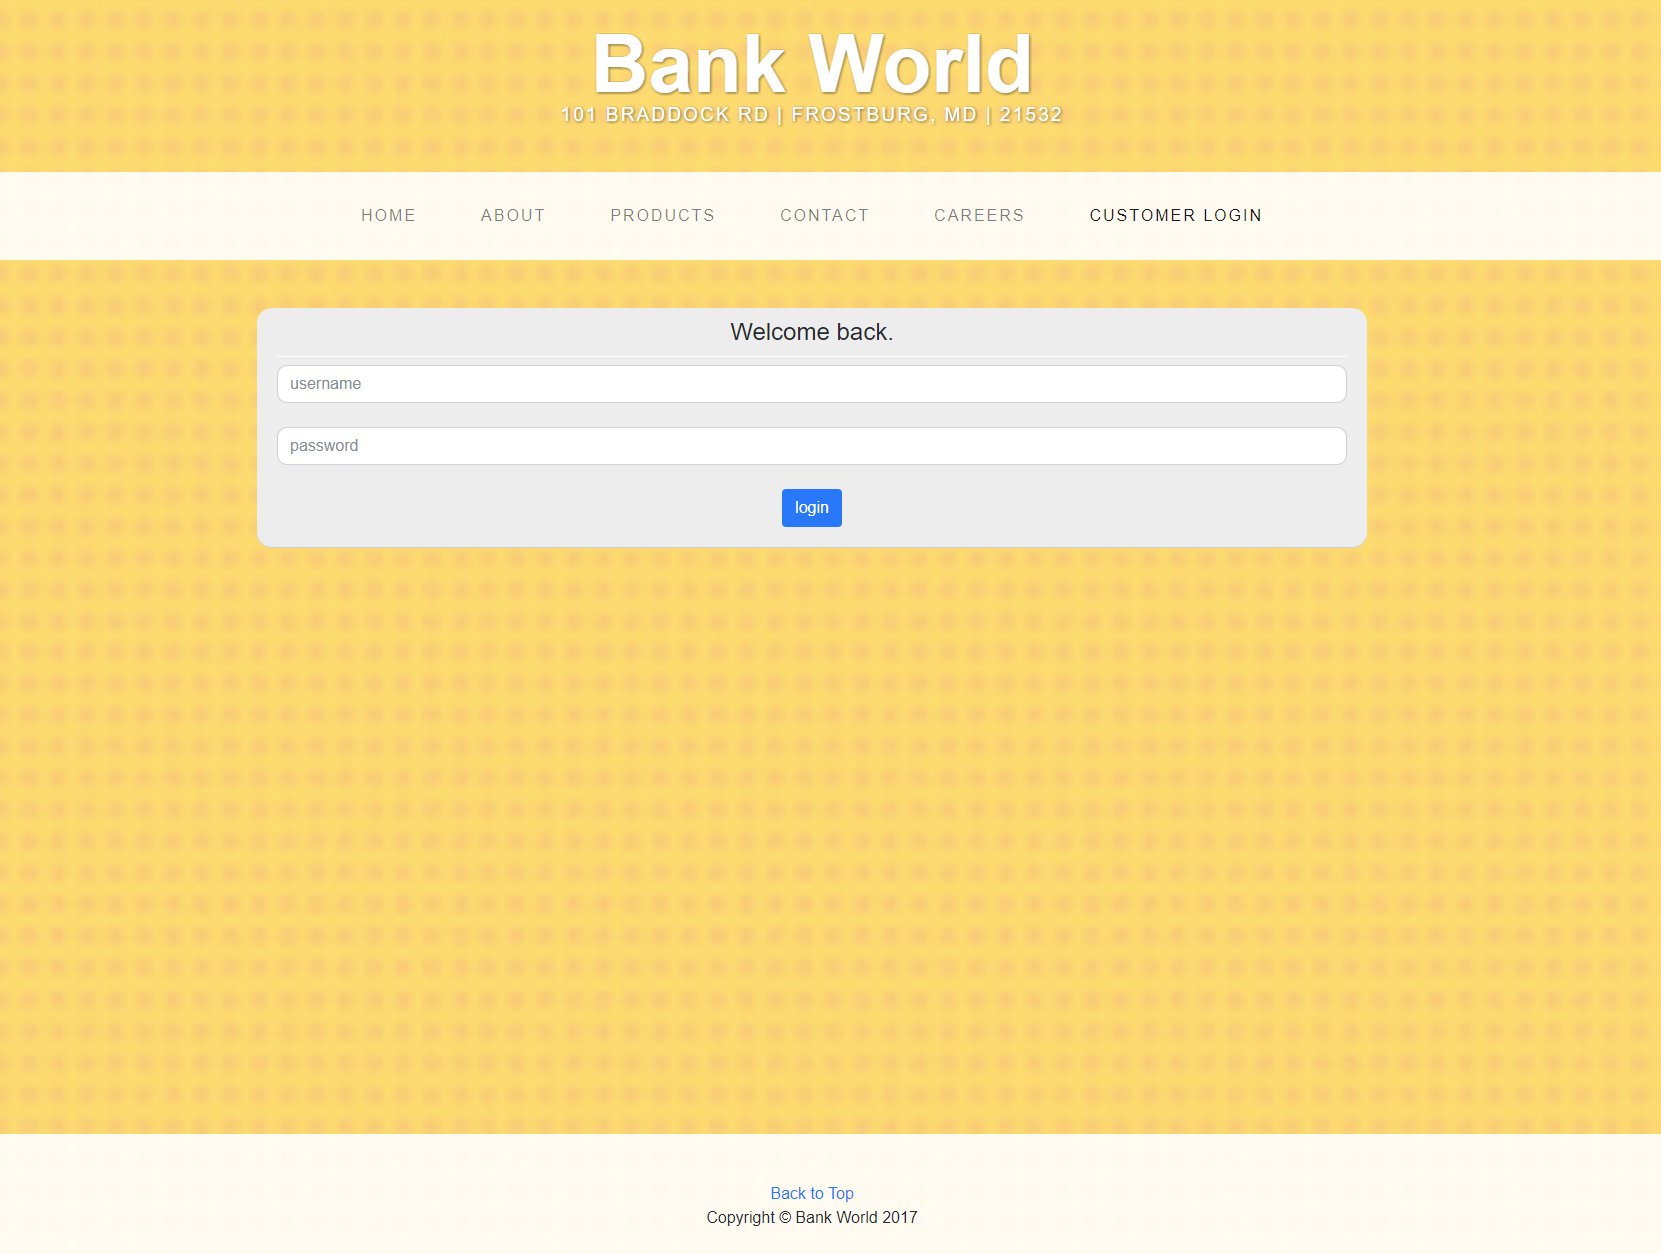 Bank World
101 BRADDOCK RD | FROSTBURG, MD | 21532
HOME ABOUT PRODUCTS CONTACT CAREERS CUSTOMER LOGIN
Welcome back.
username
password
login
Back to Top
Copyright © Bank World 2017